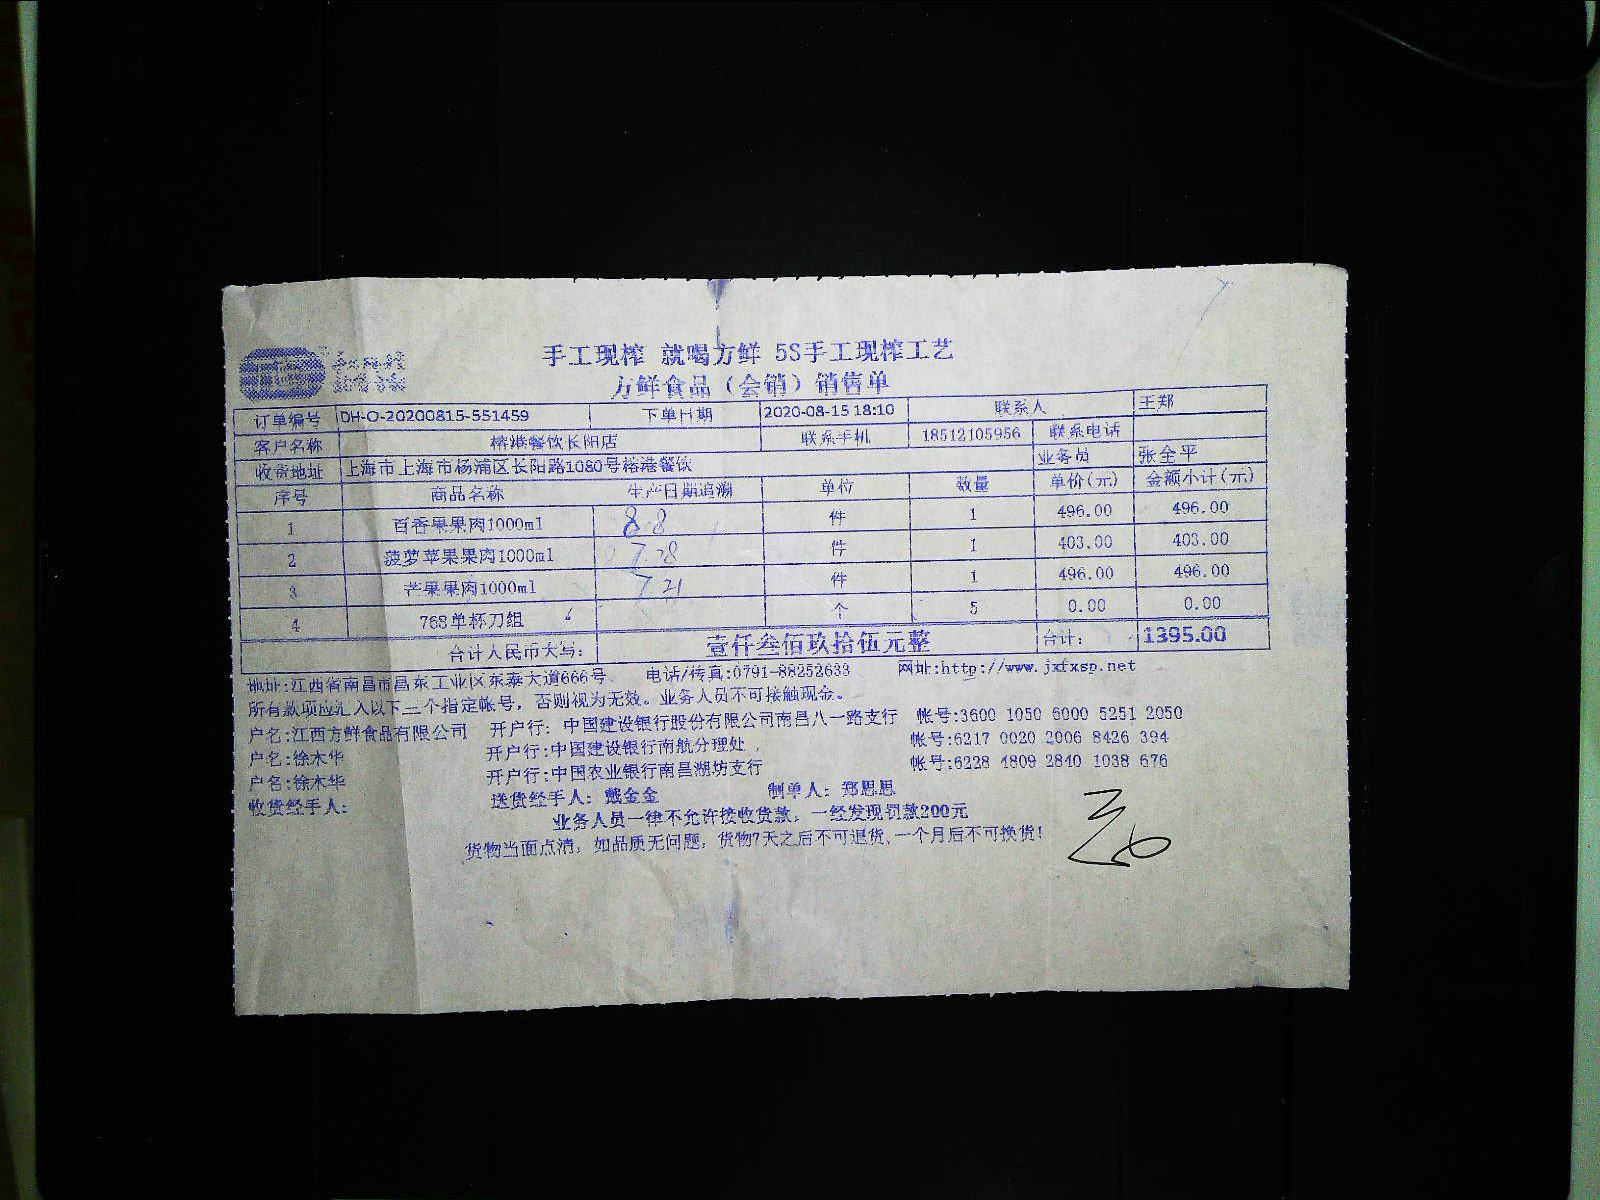 手工现榨 就喝方鲜 5S手工现榨工艺
方鲜食品（会销）销售单
订单编号 DH-O-20200815-551459 下单日期 2020-08-15 18:10 联系人 王郑
客户名称 榕港餐饮长阳店 联系手机 18512105956 联系电话
收货地址 上海市上海市杨浦区长阳路1080号榕港餐饮 业务员 张全平
序号 商品名称 生产日期追溯 单位 数量 单价(元) 金额小计(元)
1 百香果果肉1000ml 8.8 件 1 496.00 496.00
2 菠萝苹果果肉1000ml 7.28 件 1 403.00 403.00
3 芒果果肉1000ml 7 21 件 1 496.00 496.00
4 768单杯刀组 个 5 0.00 0.00
合计人民币大写: 壹仟叁佰玖拾伍元整 合计: 1395.00
地址:江西省南昌市昌东工业区东泰大道666号 电话/传真:0791-88252633 网址:http://www.jxfxsp.net
所有款项应汇入以下三个指定帐号，否则视为无效。业务人员不可接触现金。
户名:江西方鲜食品有限公司 开户行: 中国建设银行股份有限公司南昌八一路支行 帐号:3600 1050 6000 5251 2050
户名:徐木华 开户行:中国建设银行南航分理处 帐号:6217 0020 2006 8426 394
户名:徐木华 开户行:中国农业银行南昌湖坊支行 帐号:6228 4809 2840 1038 676
收货经手人: 送货经手人: 戴金金 制单人: 郑思思
业务人员一律不允许接收货款，一经发现罚款200元
货物当面点清，如品质无问题，货物7天之后不可退货,一个月后不可换货!